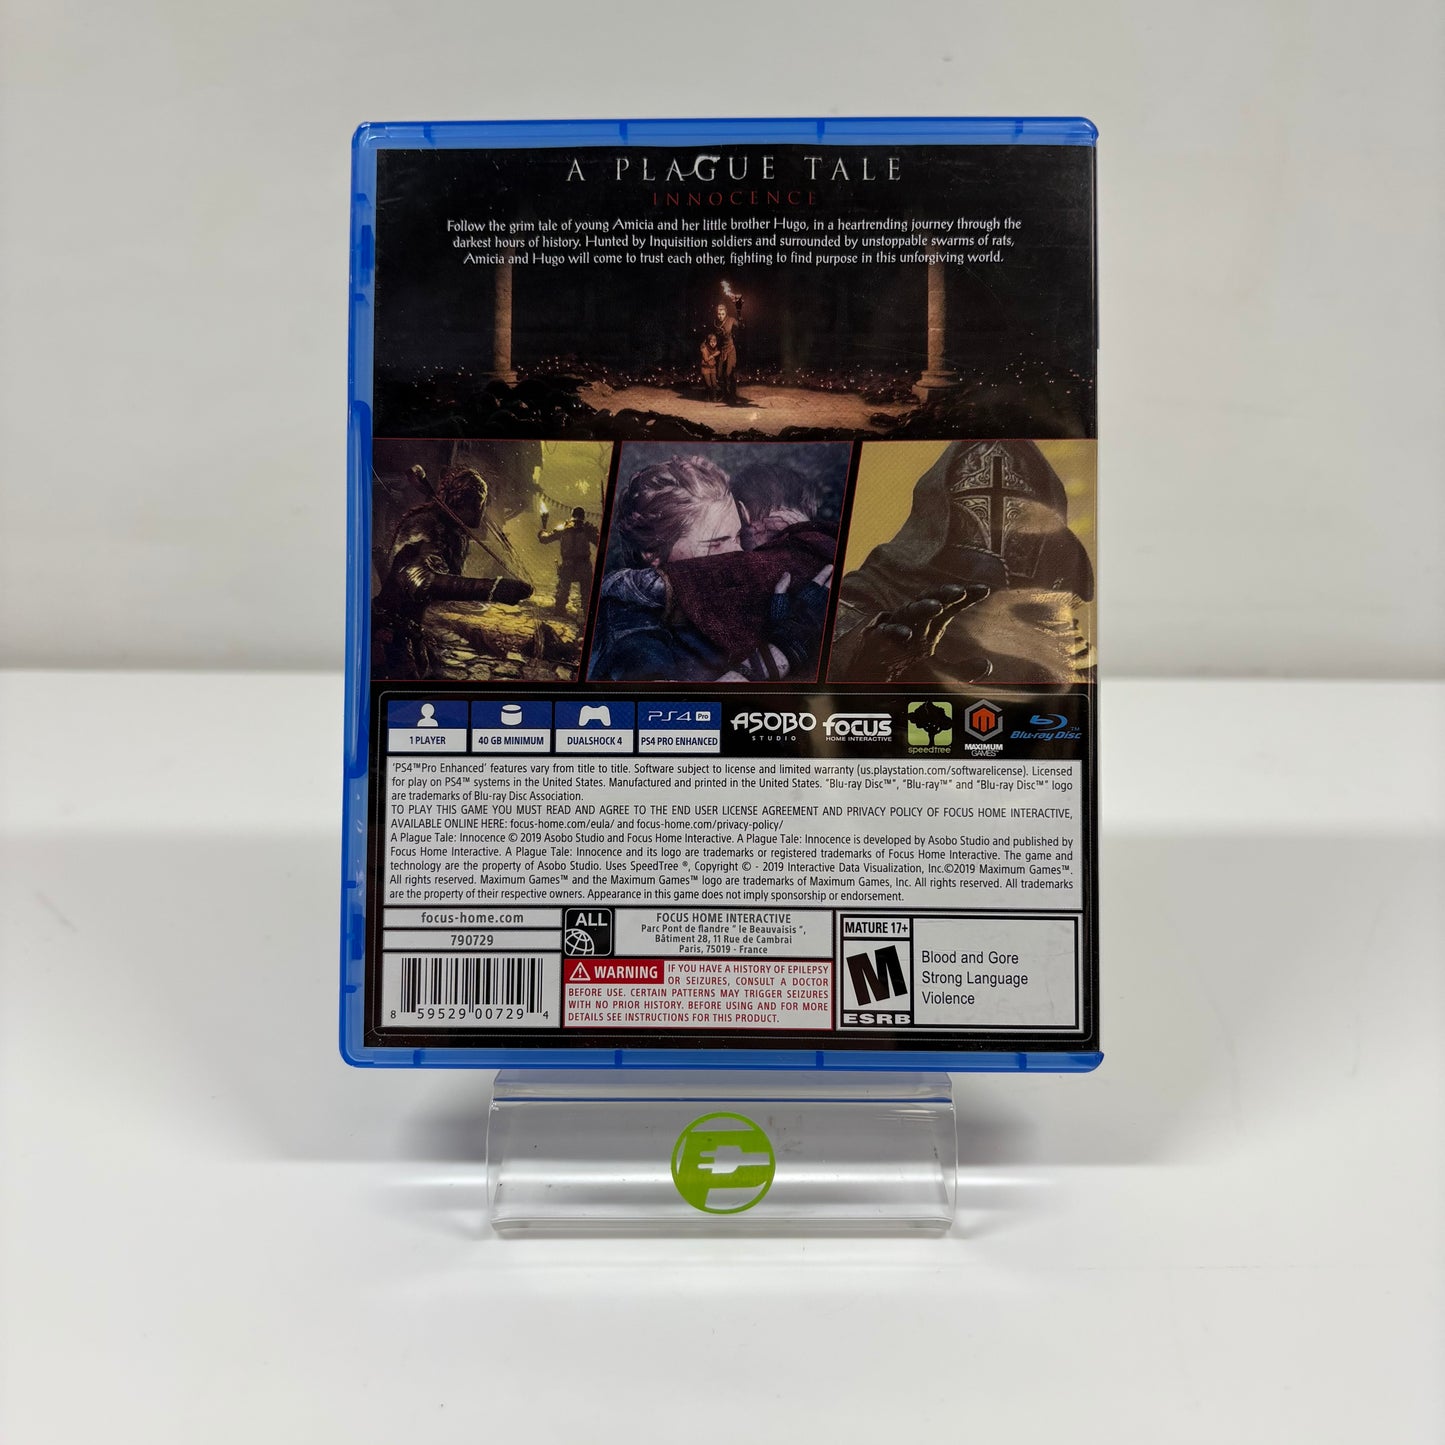 A PLAGUE TALE
INNOCENCE
Follow the grim tale of young Amicia and her little brother Hugo, in a heartrending journey through the
darkest hours of history. Hunted by Inquisition soldiers and surrounded by unstoppable swarms of rats,
Amicia and Hugo will come to trust each other, fighting to find purpose in this unforgiving world.
1 PLAYER
40 GB MINIMUM
DUALSHOCK 4
PS4 Pro
PS4 PRO ENHANCED
ASOBO
STUDIO
focus
HOME INTERACTIVE
speedtree
MAXIMUM
GAMES™
Blu-ray Disc™
'PS4™Pro Enhanced' features vary from title to title. Software subject to license and limited warranty (us.playstation.com/softwarelicense). Licensed
for play on PS4™ systems in the United States. Manufactured and printed in the United States. "Blu-ray Disc™", "Blu-ray™" and "Blu-ray Disc™" logo
are trademarks of Blu-ray Disc Association.
TO PLAY THIS GAME YOU MUST READ AND AGREE TO THE END USER LICENSE AGREEMENT AND PRIVACY POLICY OF FOCUS HOME INTERACTIVE,
AVAILABLE ONLINE HERE: focus-home.com/eula/ and focus-home.com/privacy-policy/
A Plague Tale: Innocence © 2019 Asobo Studio and Focus Home Interactive. A Plague Tale: Innocence is developed by Asobo Studio and published by
Focus Home Interactive. A Plague Tale: Innocence and its logo are trademarks or registered trademarks of Focus Home Interactive. The game and
technology are the property of Asobo Studio. Uses SpeedTree ®, Copyright © - 2019 Interactive Data Visualization, Inc.©2019 Maximum Games™.
All rights reserved. Maximum Games™ and the Maximum Games™ logo are trademarks of Maximum Games, Inc. All rights reserved. All trademarks
are the property of their respective owners. Appearance in this game does not imply sponsorship or endorsement.
focus-home.com
790729
8 59529 00729 4
ALL
FOCUS HOME INTERACTIVE
Parc Pont de flandre " le Beauvaisis ",
Bâtiment 28, 11 Rue de Cambrai
Paris, 75019 - France
WARNING IF YOU HAVE A HISTORY OF EPILEPSY
OR SEIZURES, CONSULT A DOCTOR
BEFORE USE. CERTAIN PATTERNS MAY TRIGGER SEIZURES
WITH NO PRIOR HISTORY. BEFORE USING AND FOR MORE
DETAILS SEE INSTRUCTIONS FOR THIS PRODUCT.
MATURE 17+
M
ESRB
Blood and Gore
Strong Language
Violence